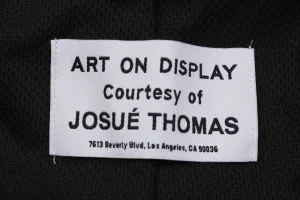 ART ON DISPLAY
Courtesy of
JOSUÉ THOMAS
7613 Beverly Blvd, Los Angeles, CA 90036